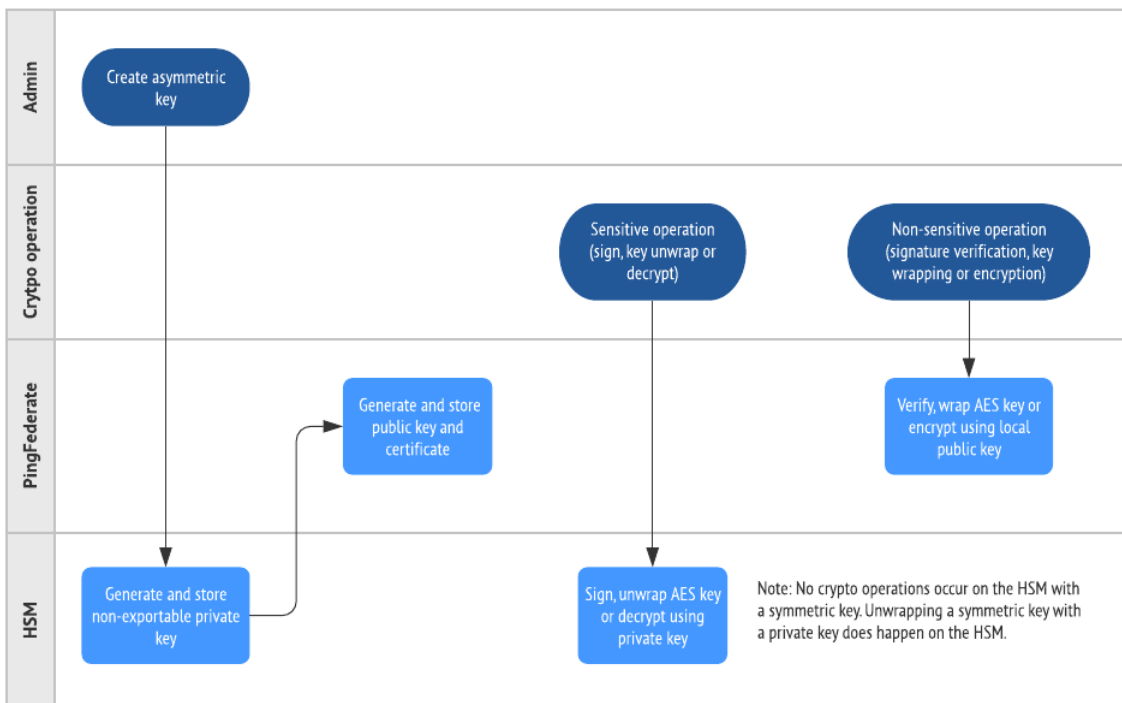 Admin
Create asymmetric
key
Crytpo operation
Sensitive operation
(sign, key unwrap or
decrypt)
Non-sensitive operation
(signature verification, key
wrapping or encryption)
PingFederate
Generate and store
public key and
certificate
Verify, wrap AES key or
encrypt using local
public key
HSM
Generate and store
non-exportable private
key
Sign, unwrap AES key
or decrypt using
private key
Note: No crypto operations occur on the HSM with
a symmetric key. Unwrapping a symmetric key with
a private key does happen on the HSM.